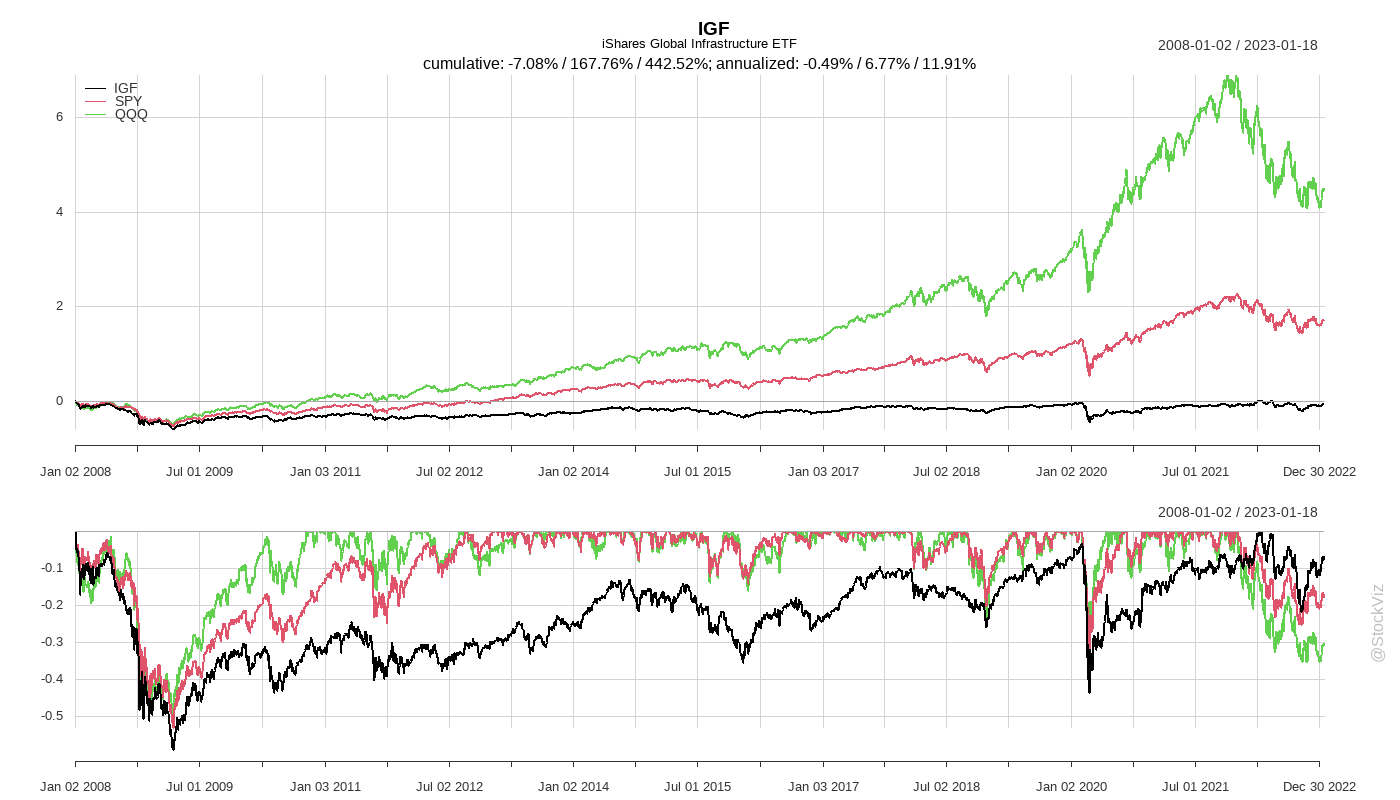 IGF
iShares Global Infrastructure ETF
2008-01-02 / 2023-01-18
cumulative: -7.08% / 167.76% / 442.52%; annualized: -0.49% / 6.77% / 11.91%
IGF
SPY
QQQ
6
4
2
0
Jan 02 2008 Jul 01 2009 Jan 03 2011 Jul 02 2012 Jan 02 2014 Jul 01 2015 Jan 03 2017 Jul 02 2018 Jan 02 2020 Jul 01 2021 Dec 30 2022
2008-01-02 / 2023-01-18
-0.1
-0.2
-0.3
-0.4
-0.5
Jan 02 2008 Jul 01 2009 Jan 03 2011 Jul 02 2012 Jan 02 2014 Jul 01 2015 Jan 03 2017 Jul 02 2018 Jan 02 2020 Jul 01 2021 Dec 30 2022
@StockViz